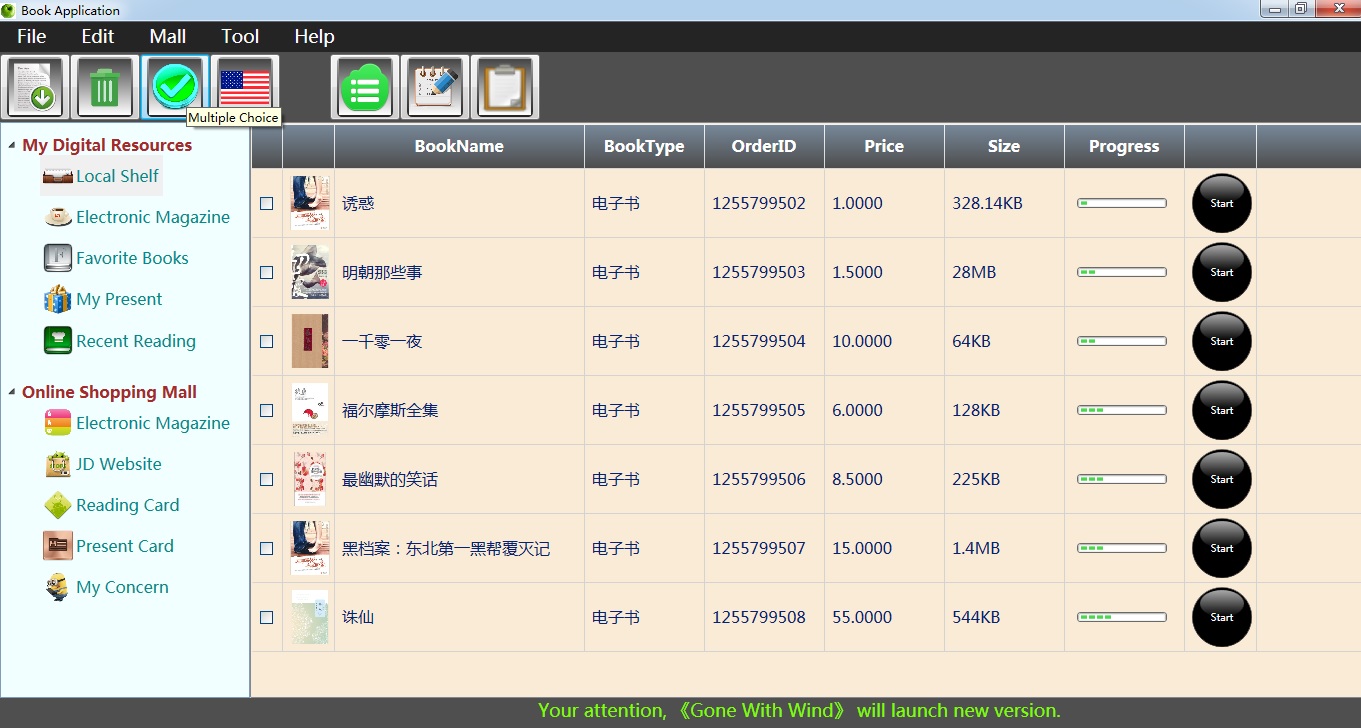 Book Application
File Edit Mall Tool Help
Multiple Choice
My Digital Resources
Local Shelf
Electronic Magazine
Favorite Books
My Present
Recent Reading
Online Shopping Mall
Electronic Magazine
JD Website
Reading Card
Present Card
My Concern
BookName BookType OrderID Price Size Progress
诱惑 电子书 1255799502 1.0000 328.14KB Start
明朝那些事 电子书 1255799503 1.5000 28MB Start
一千零一夜 电子书 1255799504 10.0000 64KB Start
福尔摩斯全集 电子书 1255799505 6.0000 128KB Start
最幽默的笑话 电子书 1255799506 8.5000 225KB Start
黑档案：东北第一黑帮覆灭记 电子书 1255799507 15.0000 1.4MB Start
诛仙 电子书 1255799508 55.0000 544KB Start
Your attention, 《Gone With Wind》 will launch new version.